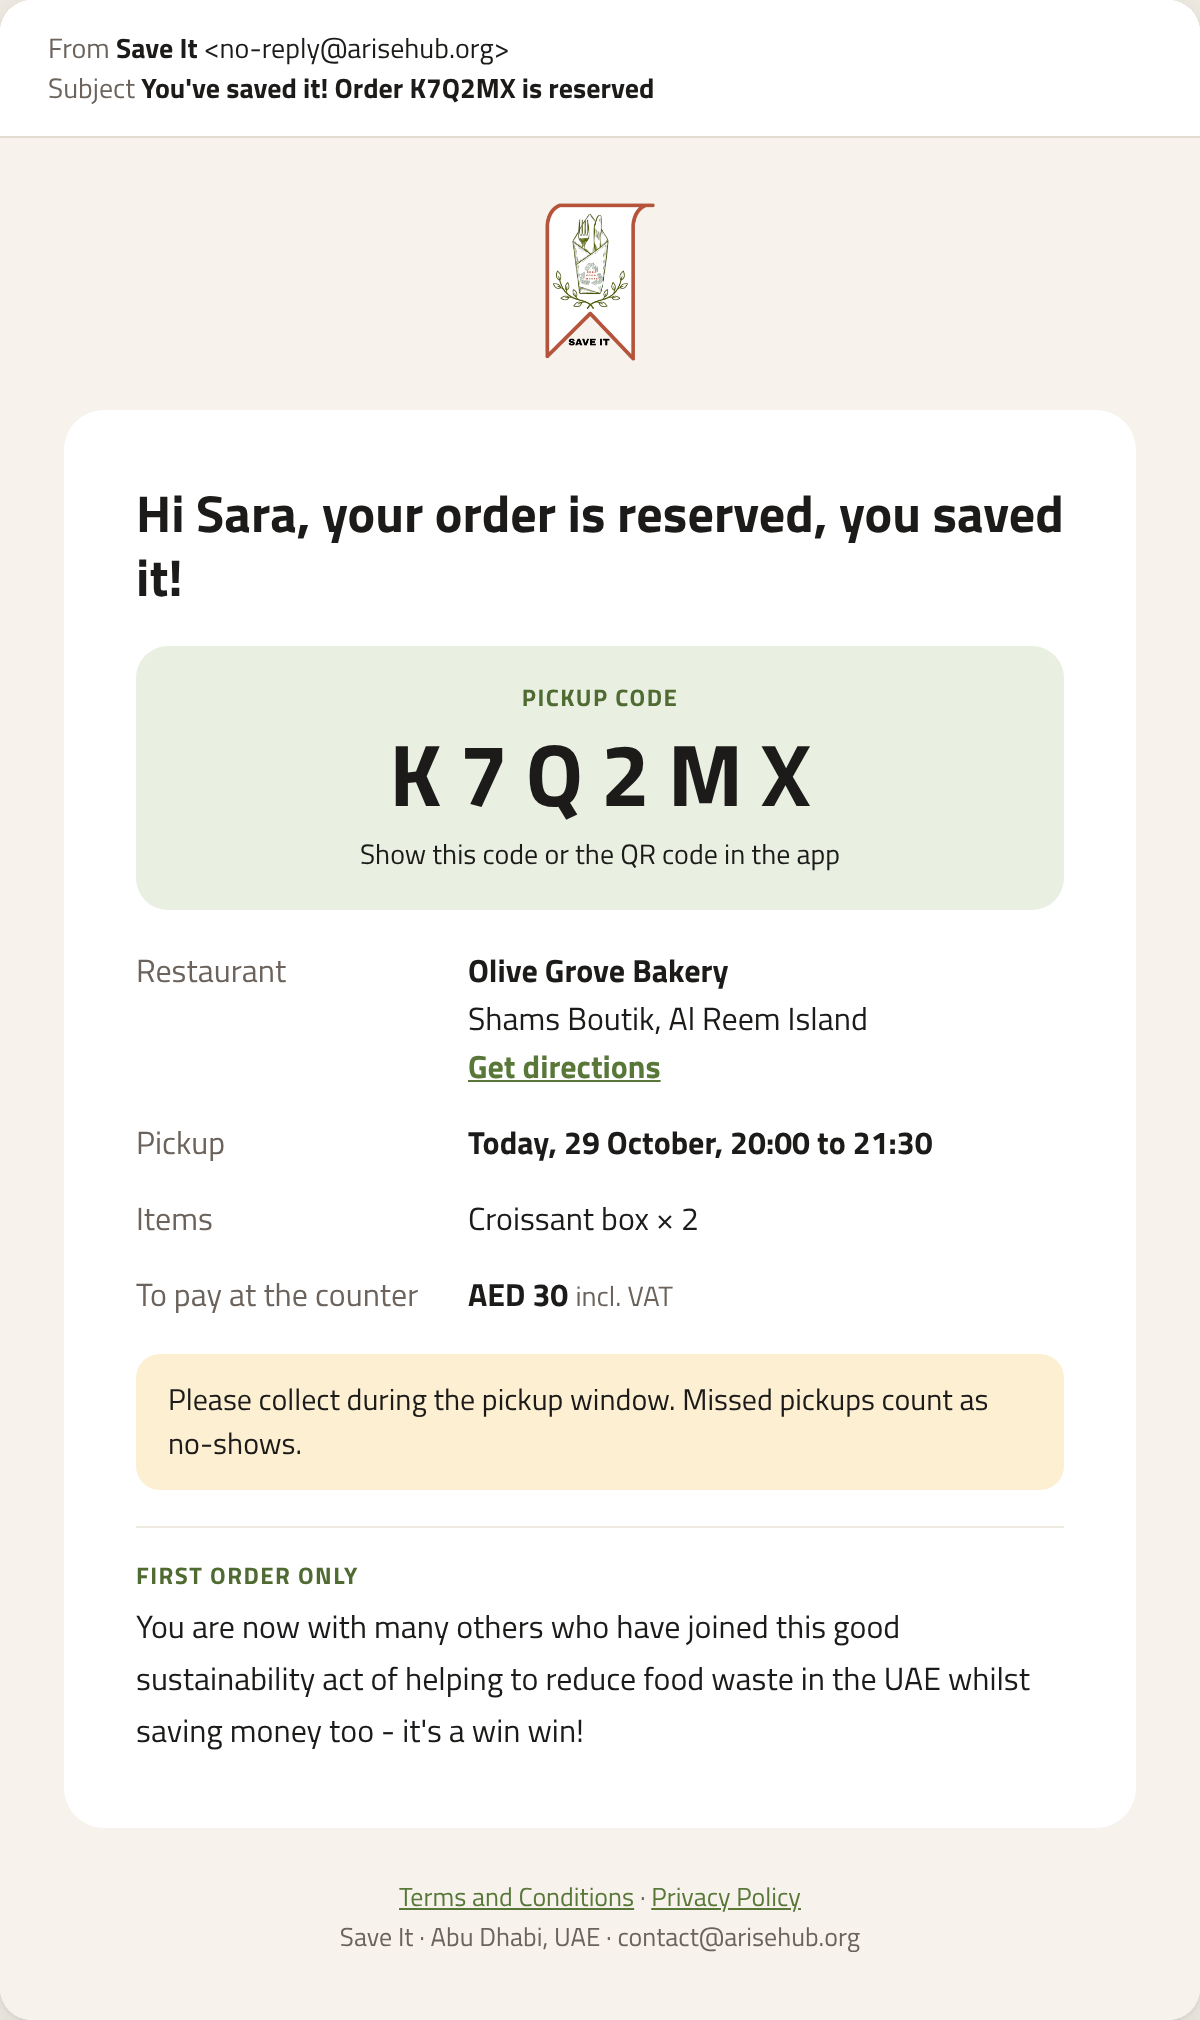 From Save It <no-reply@arisehub.org>
Subject You've saved it! Order K7Q2MX is reserved
SAVE IT
Hi Sara, your order is reserved, you saved
it!
PICKUP CODE
K7Q2MX
Show this code or the QR code in the app
Restaurant Olive Grove Bakery
Shams Boutik, Al Reem Island
Get directions
Pickup Today, 29 October, 20:00 to 21:30
Items Croissant box × 2
To pay at the counter AED 30 incl. VAT
Please collect during the pickup window. Missed pickups count as
no-shows.
FIRST ORDER ONLY
You are now with many others who have joined this good
sustainability act of helping to reduce food waste in the UAE whilst
saving money too - it's a win win!
Terms and Conditions · Privacy Policy
Save It · Abu Dhabi, UAE · contact@arisehub.org